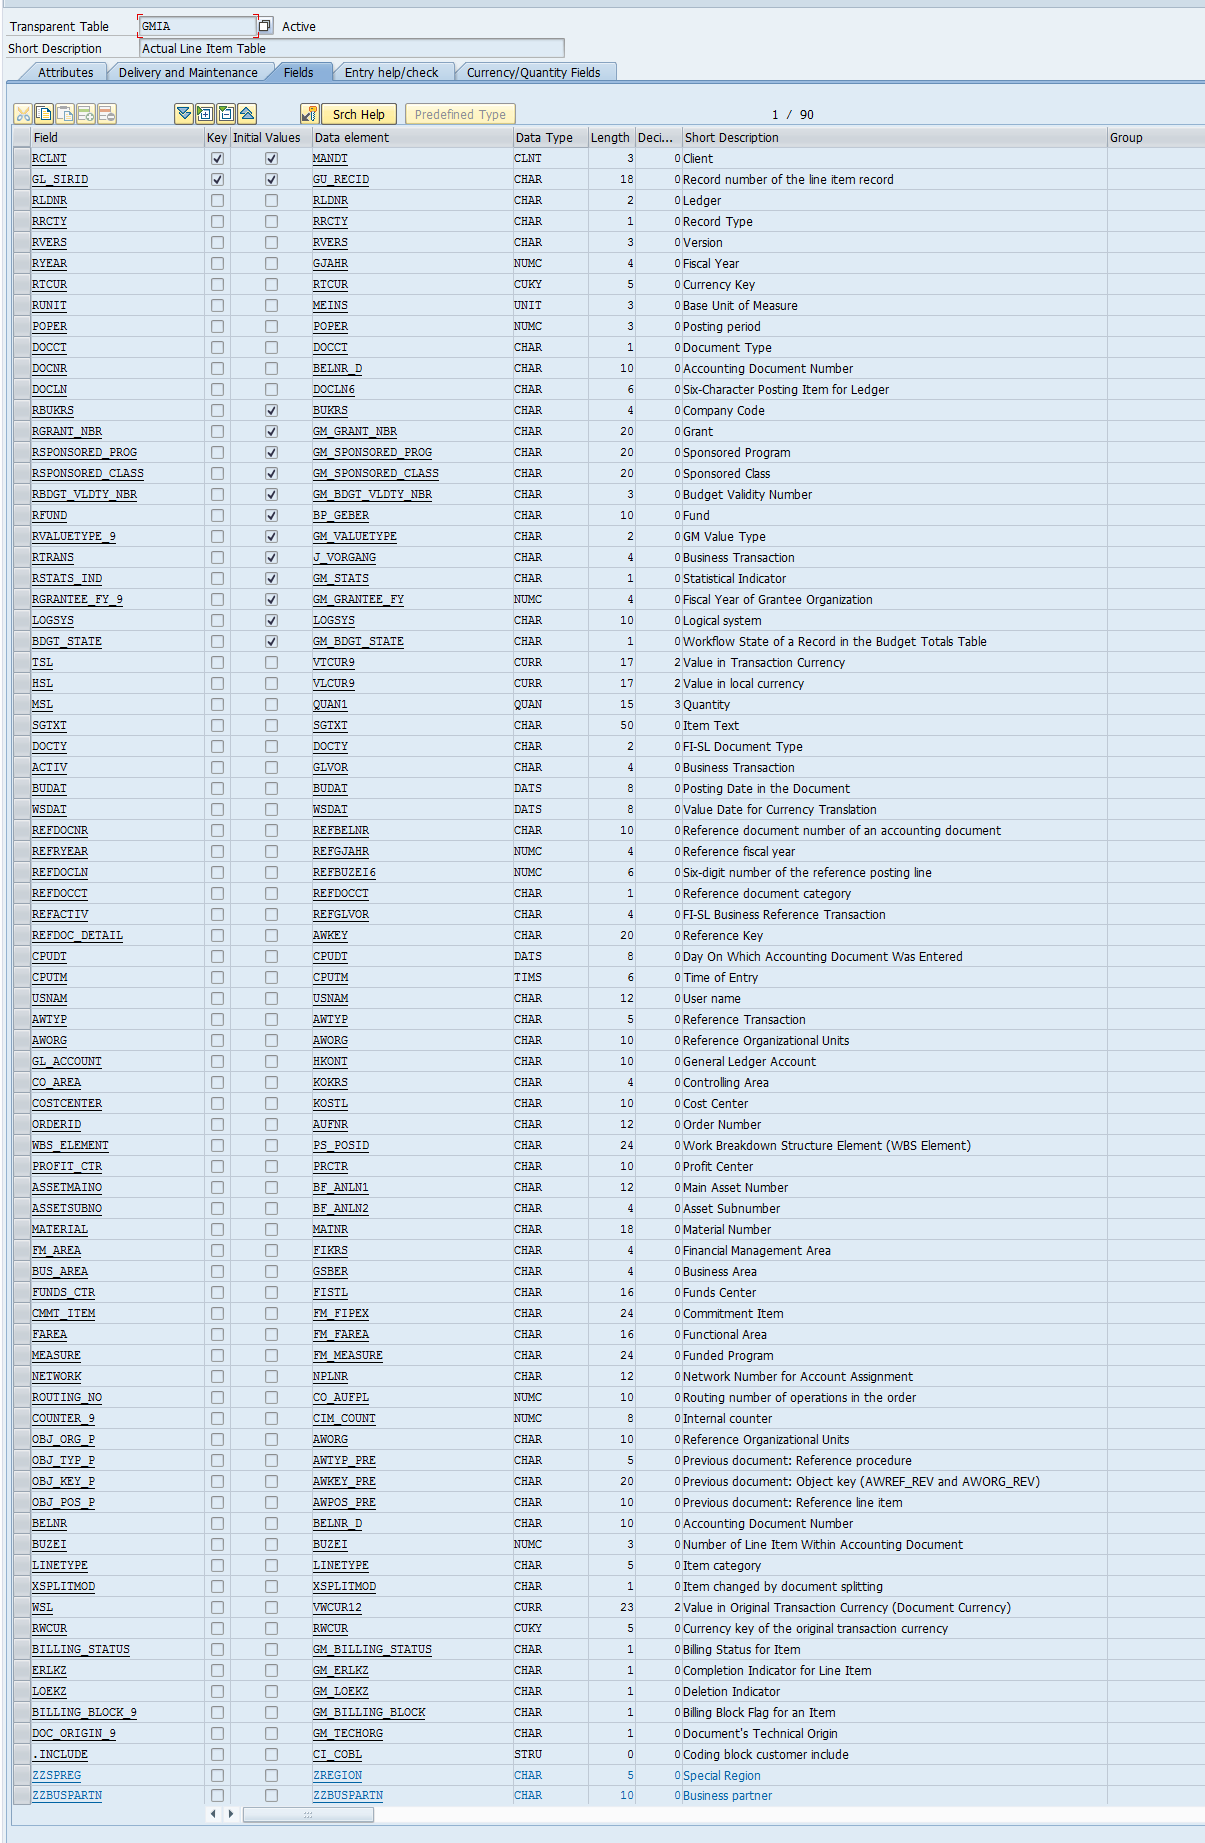 Transparent Table GMIA Active
Short Description Actual Line Item Table
Attributes Delivery and Maintenance Fields Entry help/check Currency/Quantity Fields
Srch Help Predefined Type 1 / 90
Field Key Initial Values Data element Data Type Length Deci... Short Description Group
RCLNT MANDT CLNT 3 0 Client
GL_SIRID GU_RECID CHAR 18 0 Record number of the line item record
RLDNR RLDNR CHAR 2 0 Ledger
RRCTY RRCTY CHAR 1 0 Record Type
RVERS RVERS CHAR 3 0 Version
RYEAR GJAHR NUMC 4 0 Fiscal Year
RTCUR RTCUR CUKY 5 0 Currency Key
RUNIT MEINS UNIT 3 0 Base Unit of Measure
POPER POPER NUMC 3 0 Posting period
DOCCT DOCCT CHAR 1 0 Document Type
DOCNR BELNR_D CHAR 10 0 Accounting Document Number
DOCLN DOCLN6 CHAR 6 0 Six-Character Posting Item for Ledger
RBUKRS BUKRS CHAR 4 0 Company Code
RGRANT_NBR GM_GRANT_NBR CHAR 20 0 Grant
RSPONSORED_PROG GM_SPONSORED_PROG CHAR 20 0 Sponsored Program
RSPONSORED_CLASS GM_SPONSORED_CLASS CHAR 20 0 Sponsored Class
RBDGT_VLDTY_NBR GM_BDGT_VLDTY_NBR CHAR 3 0 Budget Validity Number
RFUND BP_GEBER CHAR 10 0 Fund
RVALUETYPE_9 GM_VALUETYPE CHAR 2 0 GM Value Type
RTRANS J_VORGANG CHAR 4 0 Business Transaction
RSTATS_IND GM_STATS CHAR 1 0 Statistical Indicator
RGRANTEE_FY_9 GM_GRANTEE_FY NUMC 4 0 Fiscal Year of Grantee Organization
LOGSYS LOGSYS CHAR 10 0 Logical system
BDGT_STATE GM_BDGT_STATE CHAR 1 0 Workflow State of a Record in the Budget Totals Table
TSL VTCUR9 CURR 17 2 Value in Transaction Currency
HSL VLCUR9 CURR 17 2 Value in local currency
MSL QUAN1 QUAN 15 3 Quantity
SGTXT SGTXT CHAR 50 0 Item Text
DOCTY DOCTY CHAR 2 0 FI-SL Document Type
ACTIV GLVOR CHAR 4 0 Business Transaction
BUDAT BUDAT DATS 8 0 Posting Date in the Document
WSDAT WSDAT DATS 8 0 Value Date for Currency Translation
REFDOCNR REFBELNR CHAR 10 0 Reference document number of an accounting document
REFRYEAR REFGJAHR NUMC 4 0 Reference fiscal year
REFDOCLN REFBUZEI6 NUMC 6 0 Six-digit number of the reference posting line
REFDOCCT REFDOCCT CHAR 1 0 Reference document category
REFACTIV REFGLVOR CHAR 4 0 FI-SL Business Reference Transaction
REFDOC_DETAIL AWKEY CHAR 20 0 Reference Key
CPUDT CPUDT DATS 8 0 Day On Which Accounting Document Was Entered
CPUTM CPUTM TIMS 6 0 Time of Entry
USNAM USNAM CHAR 12 0 User name
AWTYP AWTYP CHAR 5 0 Reference Transaction
AWORG AWORG CHAR 10 0 Reference Organizational Units
GL_ACCOUNT HKONT CHAR 10 0 General Ledger Account
CO_AREA KOKRS CHAR 4 0 Controlling Area
COSTCENTER KOSTL CHAR 10 0 Cost Center
ORDERID AUFNR CHAR 12 0 Order Number
WBS_ELEMENT PS_POSID CHAR 24 0 Work Breakdown Structure Element (WBS Element)
PROFIT_CTR PRCTR CHAR 10 0 Profit Center
ASSETMAINO BF_ANLN1 CHAR 12 0 Main Asset Number
ASSETSUBNO BF_ANLN2 CHAR 4 0 Asset Subnumber
MATERIAL MATNR CHAR 18 0 Material Number
FM_AREA FIKRS CHAR 4 0 Financial Management Area
BUS_AREA GSBER CHAR 4 0 Business Area
FUNDS_CTR FISTL CHAR 16 0 Funds Center
CMMT_ITEM FM_FIPEX CHAR 24 0 Commitment Item
FAREA FM_FAREA CHAR 16 0 Functional Area
MEASURE FM_MEASURE CHAR 24 0 Funded Program
NETWORK NPLNR CHAR 12 0 Network Number for Account Assignment
ROUTING_NO CO_AUFPL NUMC 10 0 Routing number of operations in the order
COUNTER_9 CIM_COUNT NUMC 8 0 Internal counter
OBJ_ORG_P AWORG CHAR 10 0 Reference Organizational Units
OBJ_TYP_P AWTYP_PRE CHAR 5 0 Previous document: Reference procedure
OBJ_KEY_P AWKEY_PRE CHAR 20 0 Previous document: Object key (AWREF_REV and AWORG_REV)
OBJ_POS_P AWPOS_PRE CHAR 10 0 Previous document: Reference line item
BELNR BELNR_D CHAR 10 0 Accounting Document Number
BUZEI BUZEI NUMC 3 0 Number of Line Item Within Accounting Document
LINETYPE LINETYPE CHAR 5 0 Item category
XSPLITMOD XSPLITMOD CHAR 1 0 Item changed by document splitting
WSL VWCUR12 CURR 23 2 Value in Original Transaction Currency (Document Currency)
RWCUR RWCUR CUKY 5 0 Currency key of the original transaction currency
BILLING_STATUS GM_BILLING_STATUS CHAR 1 0 Billing Status for Item
ERLKZ GM_ERLKZ CHAR 1 0 Completion Indicator for Line Item
LOEKZ GM_LOEKZ CHAR 1 0 Deletion Indicator
BILLING_BLOCK_9 GM_BILLING_BLOCK CHAR 1 0 Billing Block Flag for an Item
DOC_ORIGIN_9 GM_TECHORG CHAR 1 0 Document's Technical Origin
.INCLUDE CI_COBL STRU 0 0 Coding block customer include
ZZSPREG ZREGION CHAR 5 0 Special Region
ZZBUSPARTN ZZBUSPARTN CHAR 10 0 Business partner